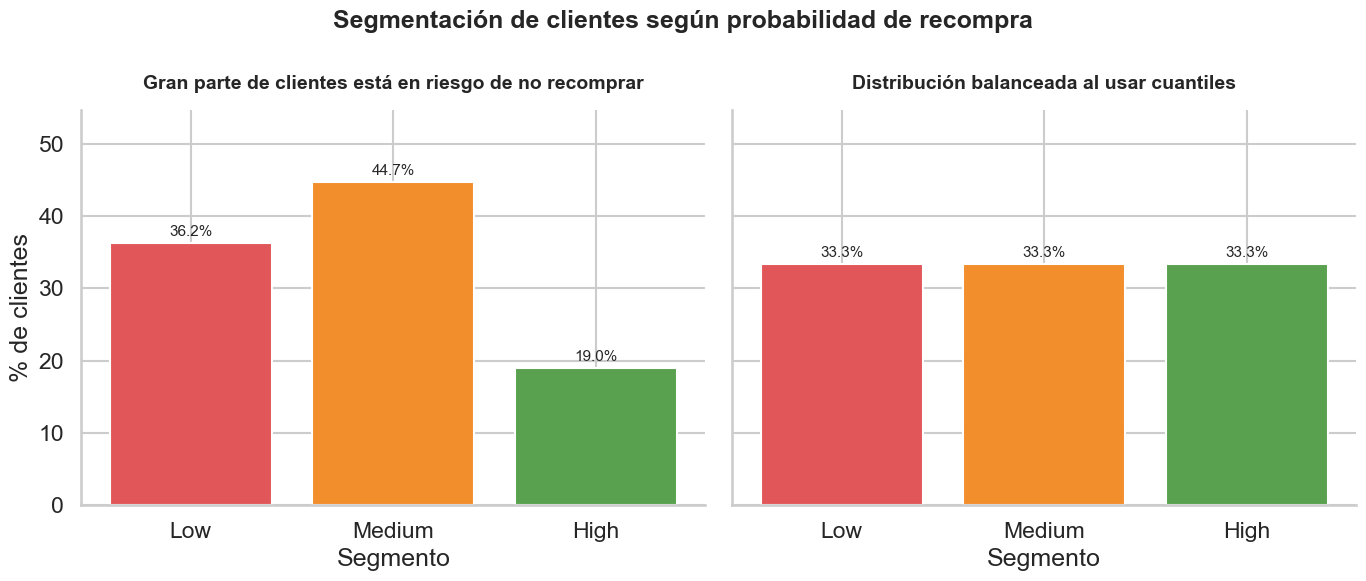 Segmentación de clientes según probabilidad de recompra
Gran parte de clientes está en riesgo de no recomprar
% de clientes
50
40
30
20
10
0
36.2%
44.7%
19.0%
Low
Medium
High
Segmento
Distribución balanceada al usar cuantiles
33.3%
33.3%
33.3%
Low
Medium
High
Segmento